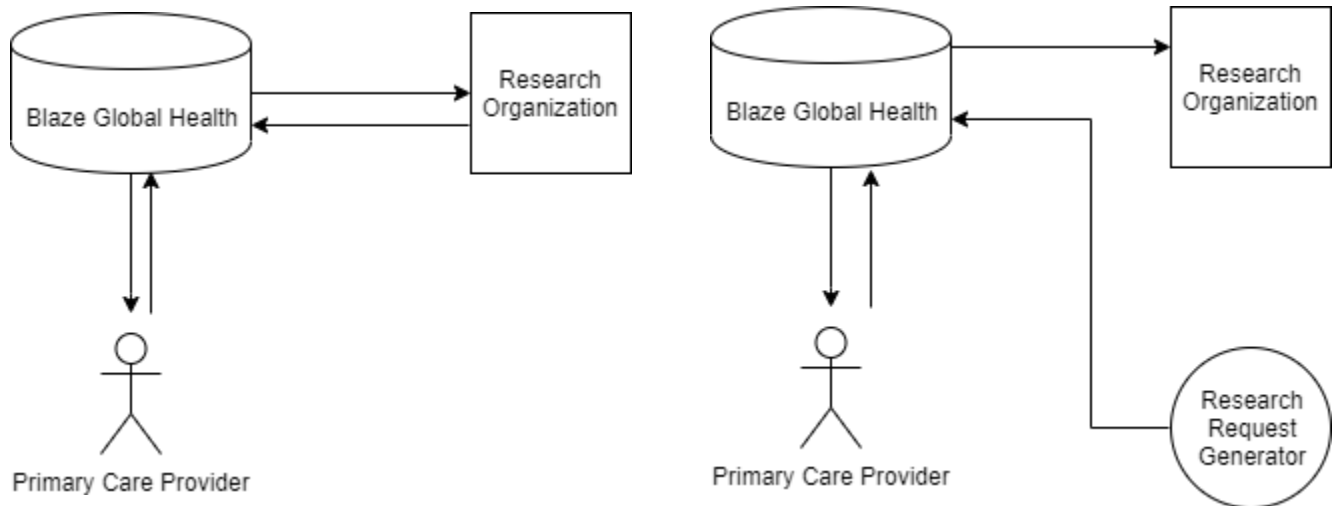 Blaze Global Health
Research
Organization
Primary Care Provider
Blaze Global Health
Research
Organization
Primary Care Provider
Research
Request
Generator